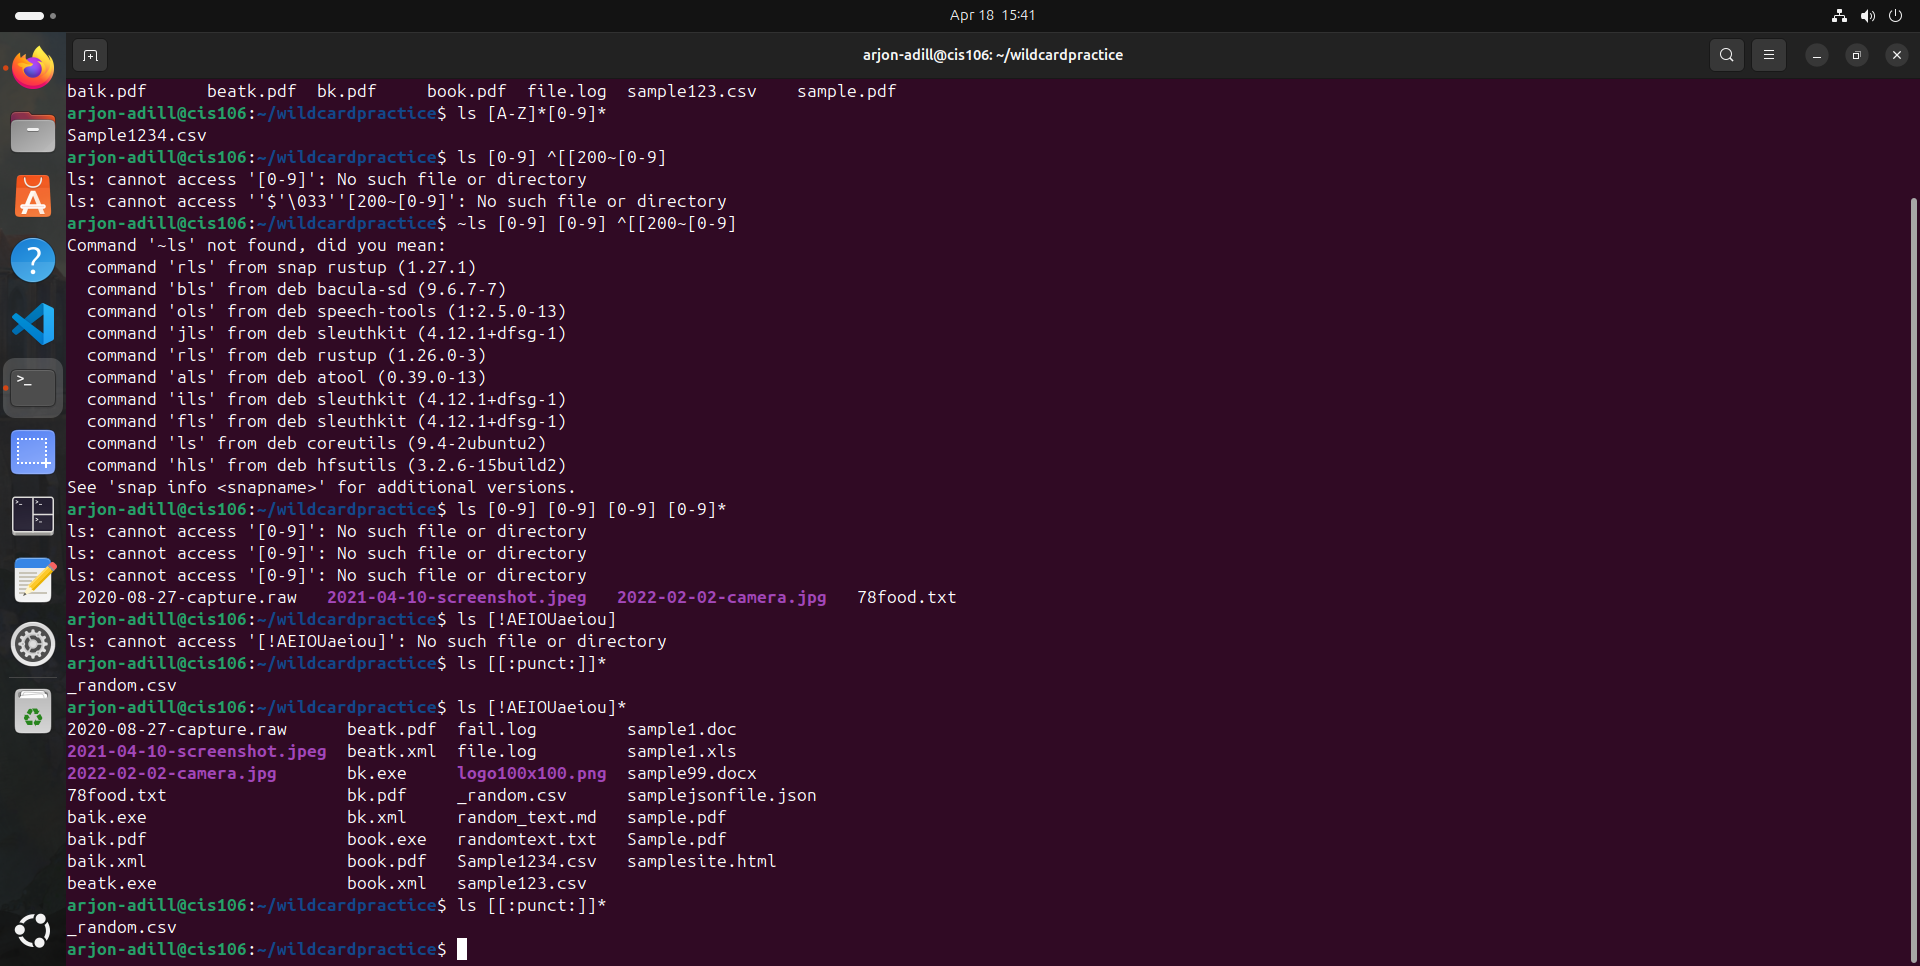 Apr 18  15:41
arjon-adill@cis106: ~/wildcardpractice
baik.pdf      beatk.pdf  bk.pdf     book.pdf  file.log  sample123.csv    sample.pdf
arjon-adill@cis106:~/wildcardpractice$ ls [A-Z]*[0-9]*
Sample1234.csv
arjon-adill@cis106:~/wildcardpractice$ ls [0-9] ^[[200~[0-9]
ls: cannot access '[0-9]': No such file or directory
ls: cannot access ''$'\033''[200~[0-9]': No such file or directory
arjon-adill@cis106:~/wildcardpractice$ ~ls [0-9] [0-9] ^[[200~[0-9]
Command '~ls' not found, did you mean:
  command 'rls' from snap rustup (1.27.1)
  command 'bls' from deb bacula-sd (9.6.7-7)
  command 'ols' from deb speech-tools (1:2.5.0-13)
  command 'jls' from deb sleuthkit (4.12.1+dfsg-1)
  command 'rls' from deb rustup (1.26.0-3)
  command 'als' from deb atool (0.39.0-13)
  command 'ils' from deb sleuthkit (4.12.1+dfsg-1)
  command 'fls' from deb sleuthkit (4.12.1+dfsg-1)
  command 'ls' from deb coreutils (9.4-2ubuntu2)
  command 'hls' from deb hfsutils (3.2.6-15build2)
See 'snap info <snapname>' for additional versions.
arjon-adill@cis106:~/wildcardpractice$ ls [0-9] [0-9] [0-9] [0-9]*
ls: cannot access '[0-9]': No such file or directory
ls: cannot access '[0-9]': No such file or directory
ls: cannot access '[0-9]': No such file or directory
 2020-08-27-capture.raw   2021-04-10-screenshot.jpeg   2022-02-02-camera.jpg   78food.txt
arjon-adill@cis106:~/wildcardpractice$ ls [!AEIOUaeiou]
ls: cannot access '[!AEIOUaeiou]': No such file or directory
arjon-adill@cis106:~/wildcardpractice$ ls [[:punct:]]*
_random.csv
arjon-adill@cis106:~/wildcardpractice$ ls [!AEIOUaeiou]*
2020-08-27-capture.raw      beatk.pdf  fail.log         sample1.doc
2021-04-10-screenshot.jpeg  beatk.xml  file.log         sample1.xls
2022-02-02-camera.jpg       bk.exe     logo100x100.png  sample99.docx
78food.txt                  bk.pdf     _random.csv      samplejsonfile.json
baik.exe                    bk.xml     random_text.md   sample.pdf
baik.pdf                    book.exe   randomtext.txt   Sample.pdf
baik.xml                    book.pdf   Sample1234.csv   samplesite.html
beatk.exe                   book.xml   sample123.csv
arjon-adill@cis106:~/wildcardpractice$ ls [[:punct:]]*
_random.csv
arjon-adill@cis106:~/wildcardpractice$